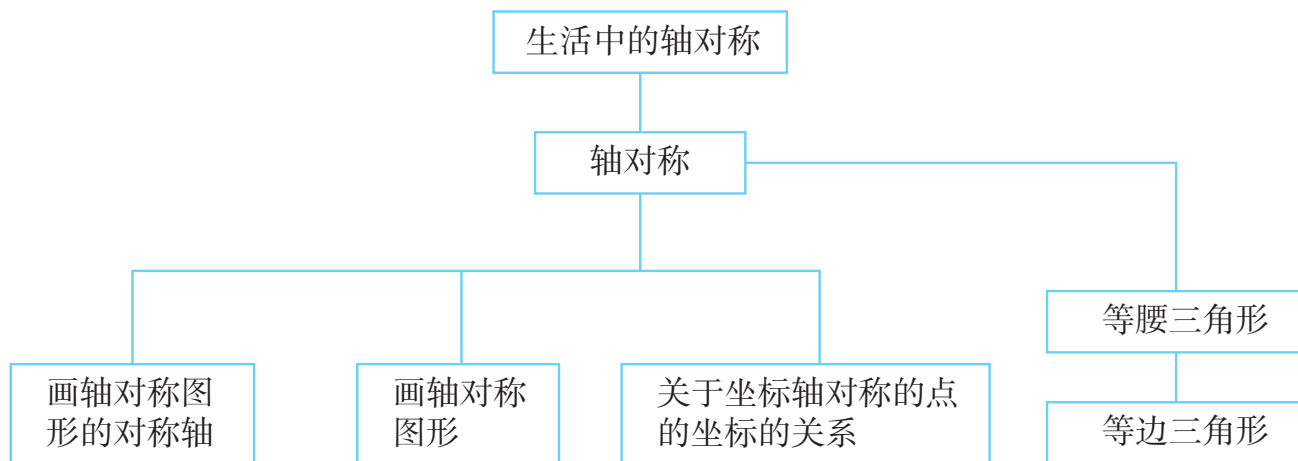 生活中的轴对称
轴对称
等腰三角形
画轴对称图
形的对称轴
画轴对称
图形
关于坐标轴对称的点
的坐标的关系
等边三角形